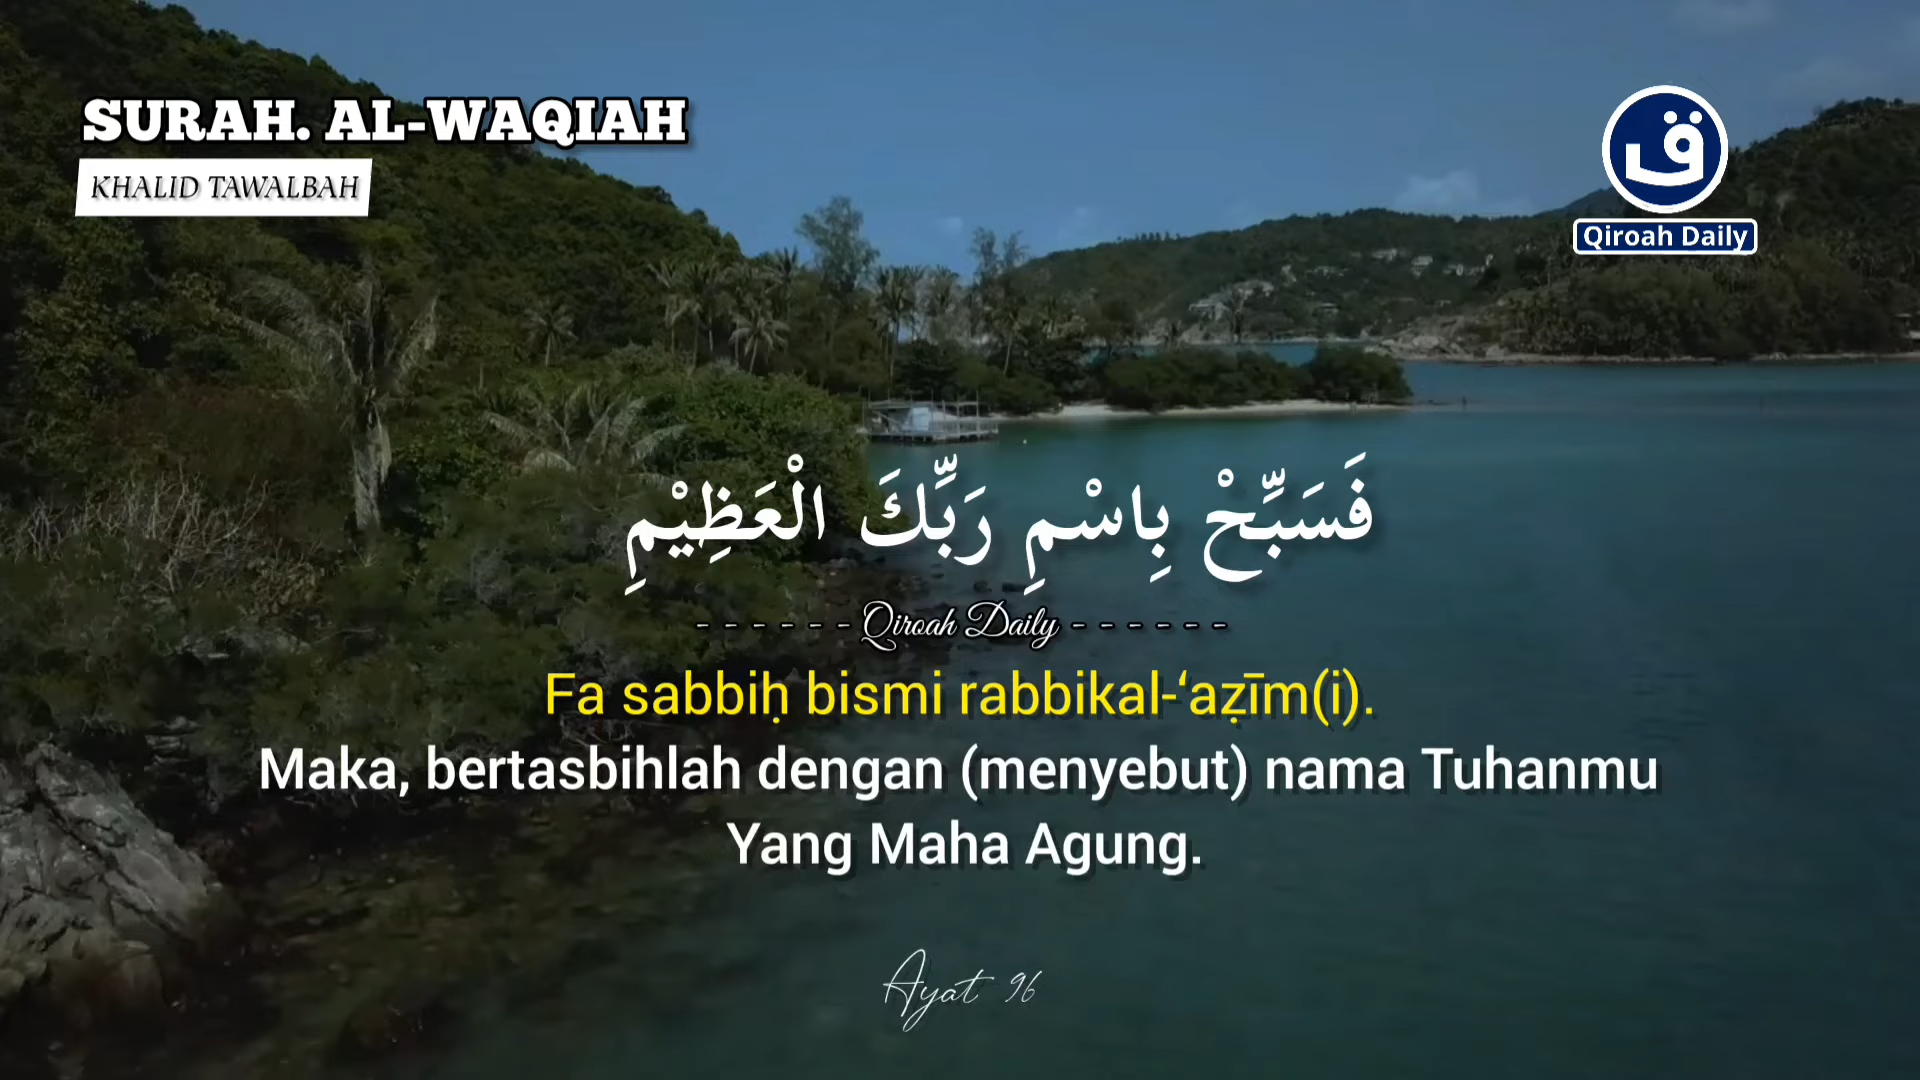 SURAH. AL-WAQIAH
KHALID TAWALBAH
ق
Qiroah Daily
فَسَبِّحْ بِاسْمِ رَبِّكَ الْعَظِيْمِ
- - - - - - Qiroah Daily - - - - - -
Fa sabbiḥ bismi rabbikal-‘aẓīm(i).
Maka, bertasbihlah dengan (menyebut) nama Tuhanmu
Yang Maha Agung.
Ayat 96